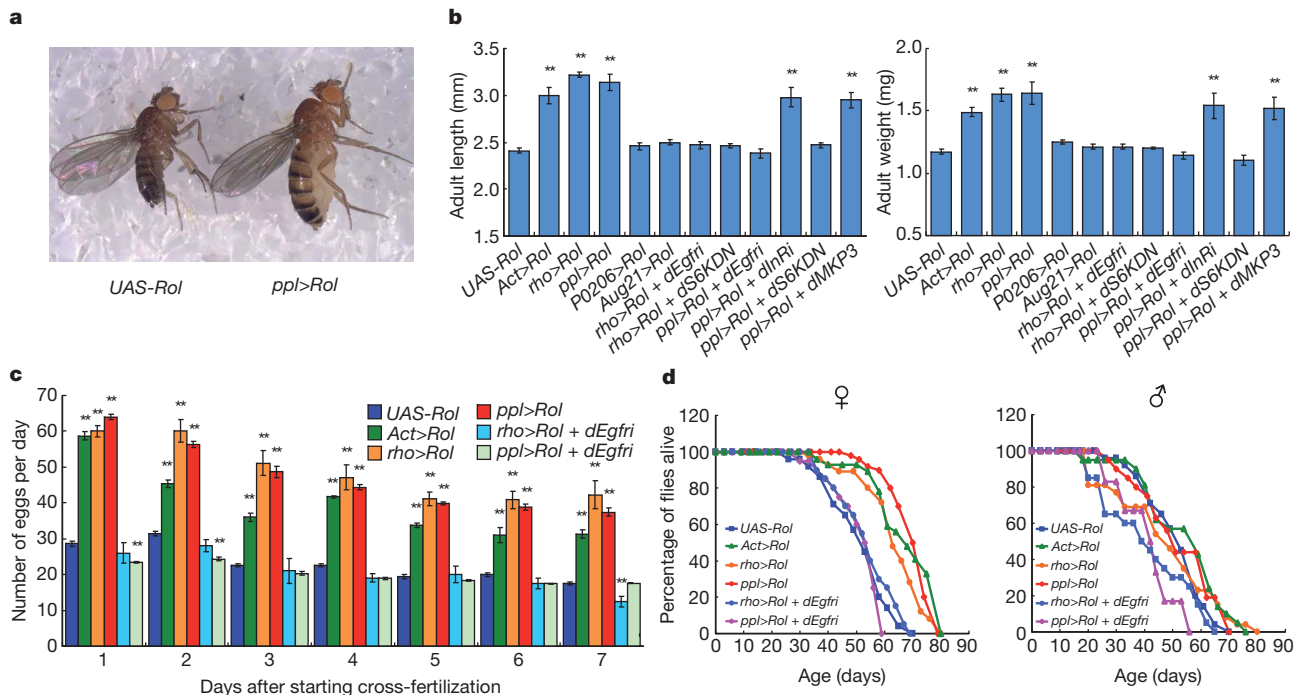 a
UAS-Rol
ppl>Rol
b
Adult length (mm)
3.5
3.0
2.5
2.0
1.5
UAS-Rol
Act>Rol
rho>Rol
ppl>Rol
P0206>Rol
Aug21>Rol
rho>Rol + dEgfri
rho>Rol + dS6KDN
ppl>Rol + dEgfri
ppl>Rol + dInRi
ppl>Rol + dS6KDN
ppl>Rol + dMKP3
** ** ** ** **
Adult weight (mg)
2.0
1.5
1.0
0.5
UAS-Rol
Act>Rol
rho>Rol
ppl>Rol
P0206>Rol
Aug21>Rol
rho>Rol + dEgfri
rho>Rol + dS6KDN
ppl>Rol + dEgfri
ppl>Rol + dInRi
ppl>Rol + dS6KDN
ppl>Rol + dMKP3
** ** ** ** **
c
Number of eggs per day
70
60
50
40
30
20
10
0
** ** ** **
** ** ** **
** ** **
** ** **
** ** **
** ** **
** ** ** **
UAS-Rol
Act>Rol
rho>Rol
ppl>Rol
rho>Rol + dEgfri
ppl>Rol + dEgfri
1 2 3 4 5 6 7
Days after starting cross-fertilization
d
♀
Percentage of flies alive
120
100
80
60
40
20
0
UAS-Rol
Act>Rol
rho>Rol
ppl>Rol
rho>Rol + dEgfri
ppl>Rol + dEgfri
0 10 20 30 40 50 60 70 80 90
Age (days)
♂
120
100
80
60
40
20
0
UAS-Rol
Act>Rol
rho>Rol
ppl>Rol
rho>Rol + dEgfri
ppl>Rol + dEgfri
0 10 20 30 40 50 60 70 80 90
Age (days)